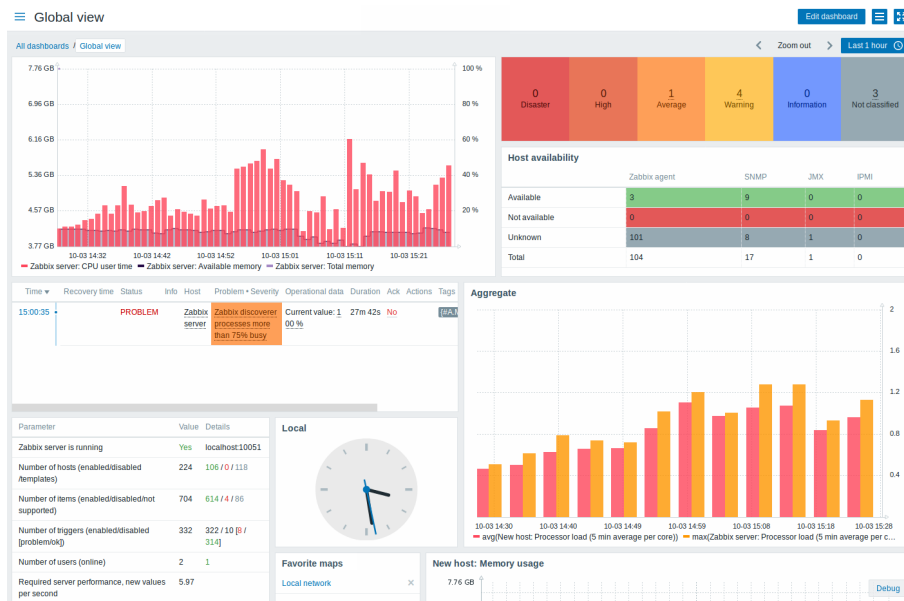 Global view
Edit dashboard
All dashboards / Global view
Zoom out
Last 1 hour
7.76 GB
6.96 GB
6.16 GB
5.36 GB
4.57 GB
3.77 GB
100 %
80 %
60 %
40 %
20 %
10-03 14:32 10-03 14:42 10-03 14:52 10-03 15:01 10-03 15:11 10-03 15:21
Zabbix server: CPU user time Zabbix server: Available memory Zabbix server: Total memory
0 0 1 4 0 3
Disaster High Average Warning Information Not classified
Host availability
Zabbix agent SNMP JMX IPMI
Available 3 9 0 0
Not available 0 0 0 0
Unknown 101 8 1 0
Total 104 17 1 0
Time Recovery time Status Info Host Problem • Severity Operational data Duration Ack Actions Tags
15:00:35 PROBLEM Zabbix Zabbix discoverer Current value: 1 27m 42s No
server processes more 00 %
than 75% busy
Aggregate
2
1.6
1.2
0.8
0.4
10-03 14:30 10-03 14:40 10-03 14:49 10-03 14:59 10-03 15:08 10-03 15:18 10-03 15:28
avg(New host: Processor load (5 min average per core)) max(Zabbix server: Processor load (5 min average per c...
Parameter Value Details
Zabbix server is running Yes localhost:10051
Number of hosts (enabled/disabled 224 106 / 0 / 118
/templates)
Number of items (enabled/disabled/not 704 614 / 4 / 86
supported)
Number of triggers (enabled/disabled 332 322 / 10 [8 /
[problem/ok]) 314]
Number of users (online) 2 1
Required server performance, new values 5.97
per second
Local
Favorite maps
Local network
New host: Memory usage
7.76 GB
Debug